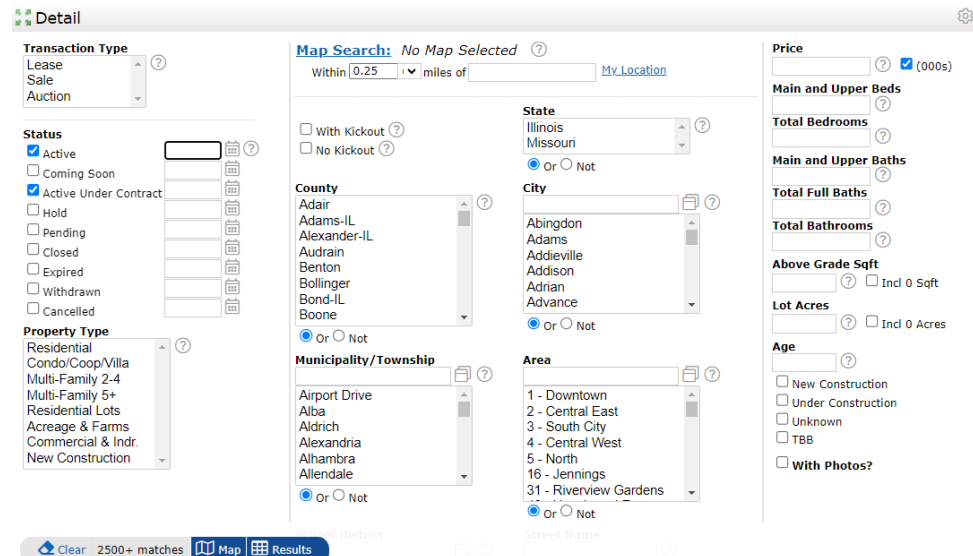 Detail
Transaction Type
Lease
Sale
Auction
Status
Active
Coming Soon
Active Under Contract
Hold
Pending
Closed
Expired
Withdrawn
Cancelled
Property Type
Residential
Condo/Coop/Villa
Multi-Family 2-4
Multi-Family 5+
Residential Lots
Acreage & Farms
Commercial & Indr.
New Construction
Map Search: No Map Selected
Within 0.25 miles of My Location
With Kickout
No Kickout
State
Illinois
Missouri
Or Not
County
Adair
Adams-IL
Alexander-IL
Audrain
Benton
Bollinger
Bond-IL
Boone
Or Not
City
Abingdon
Adams
Addieville
Addison
Adrian
Advance
Or Not
Municipality/Township
Airport Drive
Alba
Aldrich
Alexandria
Alhambra
Allendale
Or Not
Area
1 - Downtown
2 - Central East
3 - South City
4 - Central West
5 - North
16 - Jennings
31 - Riverview Gardens
Or Not
School District
Street Name
Price
(000s)
Main and Upper Beds
Total Bedrooms
Main and Upper Baths
Total Full Baths
Total Bathrooms
Above Grade Sqft
Incl 0 Sqft
Lot Acres
Incl 0 Acres
Age
New Construction
Under Construction
Unknown
TBB
With Photos?
Clear 2500+ matches Map Results